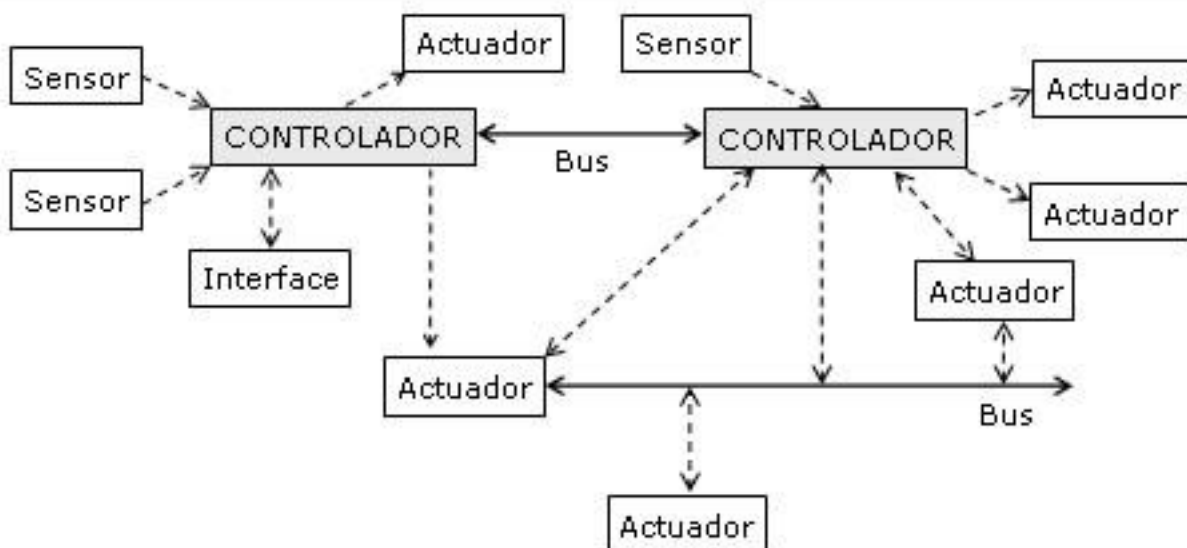 Actuador
Sensor
Sensor
Actuador
CONTROLADOR
CONTROLADOR
Bus
Sensor
Actuador
Interface
Actuador
Actuador
Bus
Actuador